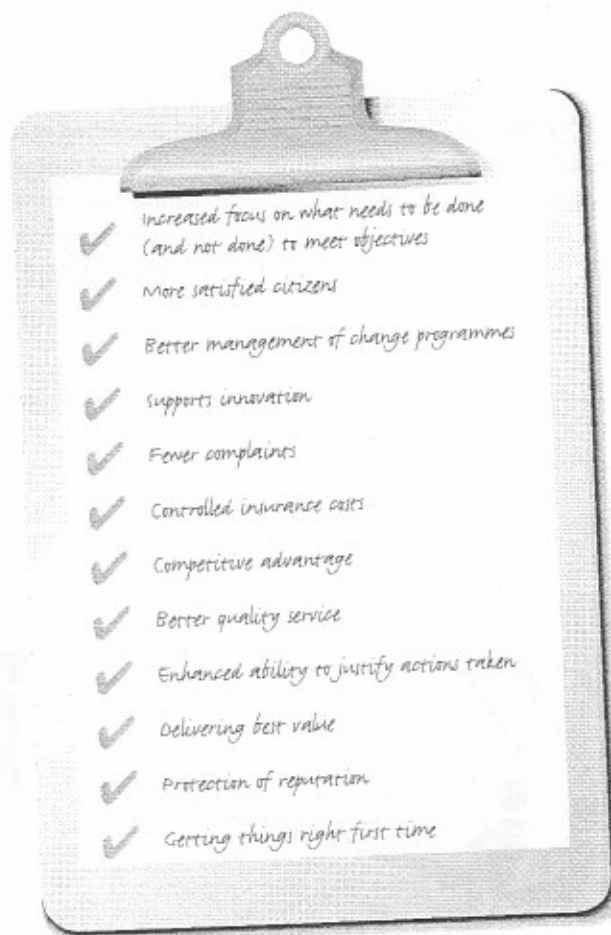 Increased focus on what needs to be done
(and not done) to meet objectives
More satisfied citizens
Better management of change programmes
Supports innovation
Fewer complaints
Controlled insurance costs
Competitive advantage
Better quality service
Enhanced ability to justify actions taken
Delivering best value
Protection of reputation
Getting things right first time